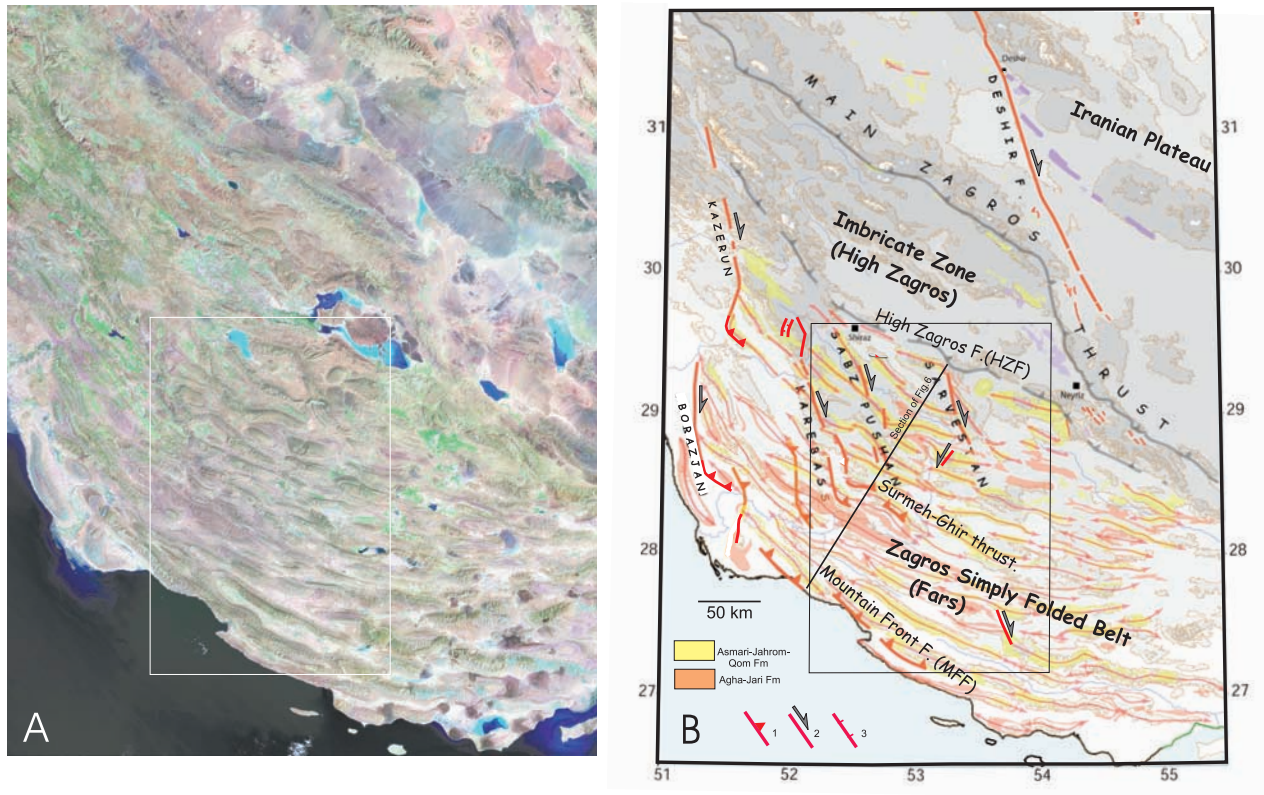 A
31
30
29
28
27
31
30
29
28
27
51
52
53
54
55
MAIN ZAGROS THRUST
DESHIR F.
Iranian Plateau
KAZERUN
Imbricate Zone
(High Zagros)
High Zagros F.(HZF)
Shiraz
Neyriz
SABZ PUSHAN
SARVESTAN
KAREBASS
BORAZJAN
Section of Fig.6
Surmeh-Ghir thrust.
Zagros Simply Folded Belt
(Fars)
Mountain Front F. (MFF)
50 km
Asmari-Jahrom-
Qom Fm
Agha-Jari Fm
B
1
2
3